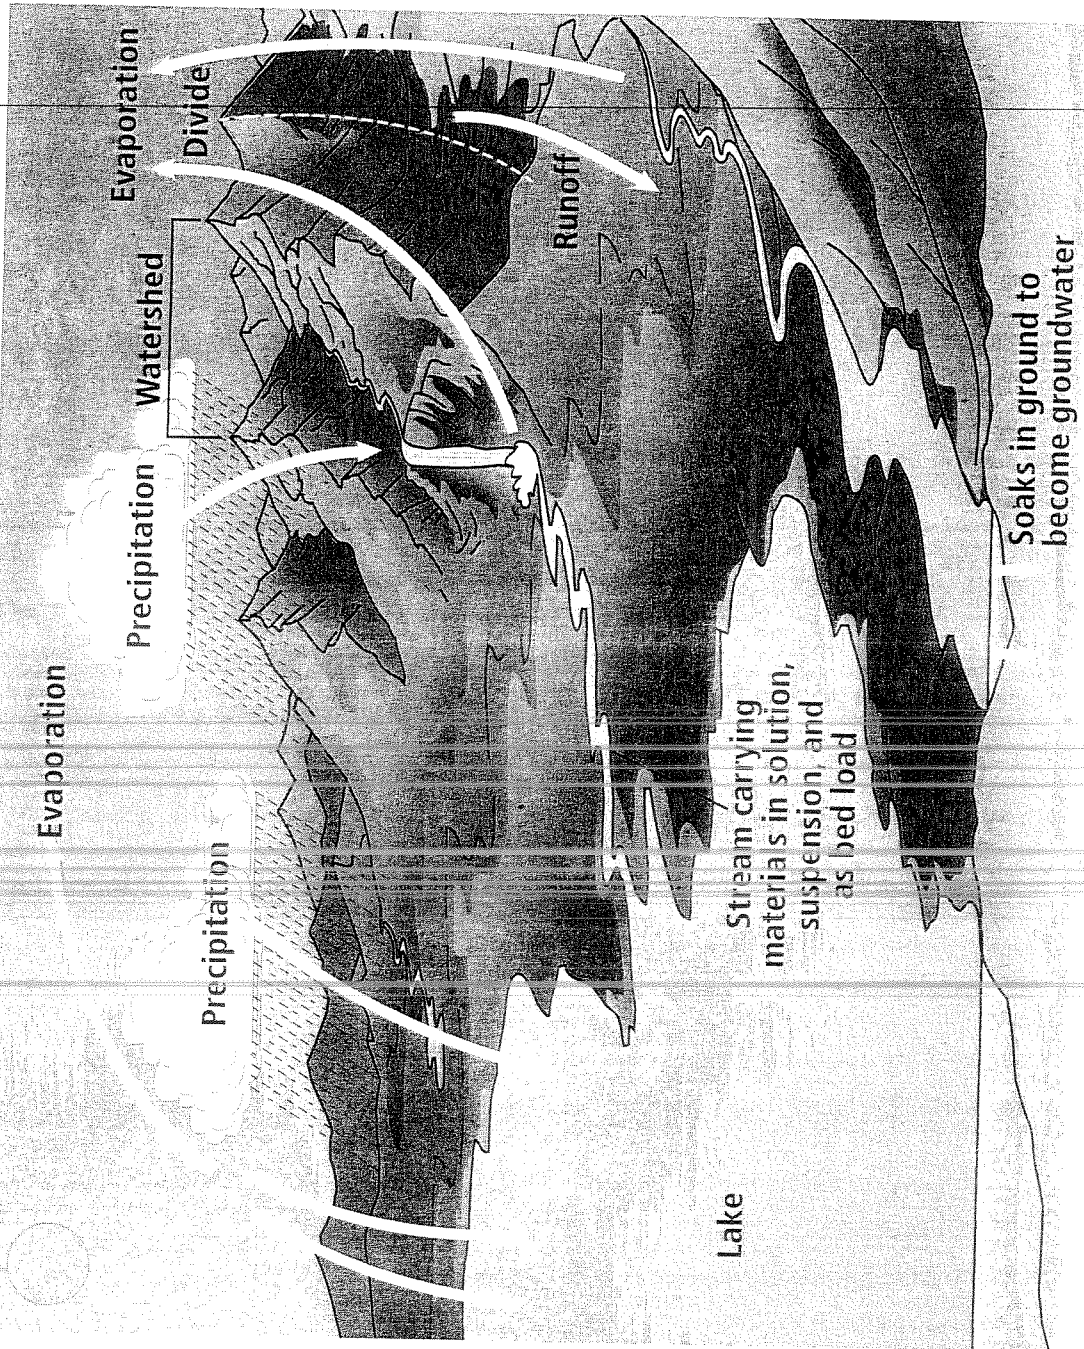 Evaporation
Evaporation
Precipitation
Watershed
Divide
Precipitation
Runoff
Stream carrying
materials in solution,
suspension, and
as bed load
Lake
Soaks in ground to
become groundwater